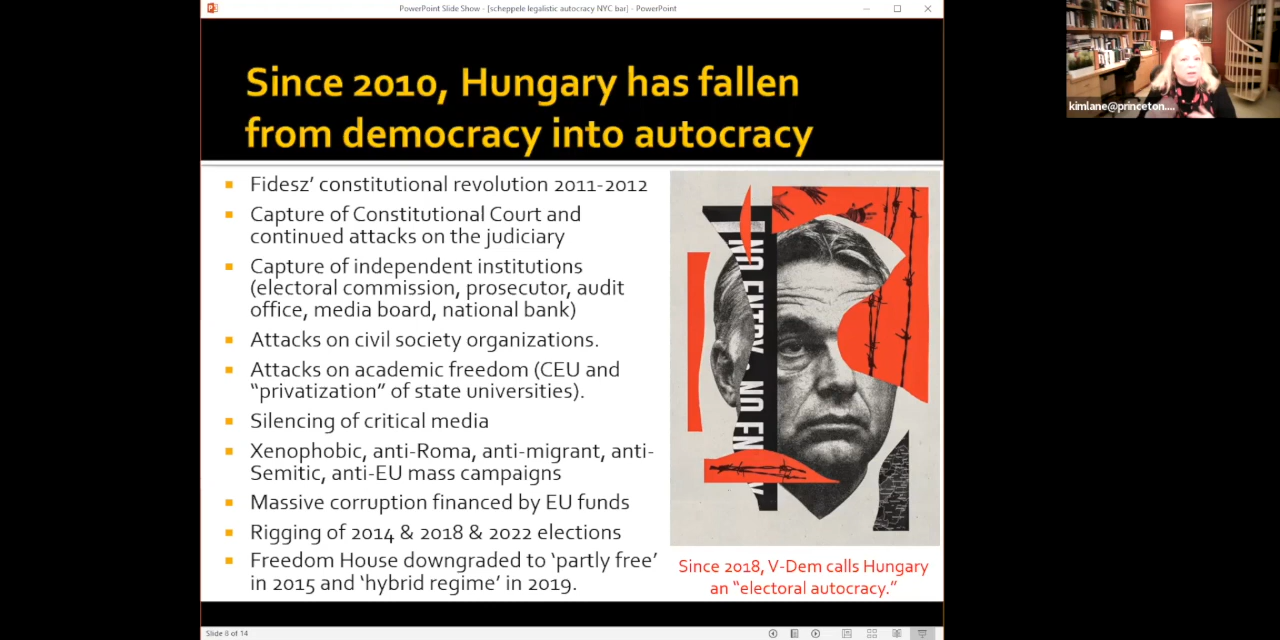 PowerPoint Slide Show - [scheppele legalistic autocracy NYC bar] - PowerPoint
Since 2010, Hungary has fallen
from democracy into autocracy
Fidesz’ constitutional revolution 2011-2012
Capture of Constitutional Court and
continued attacks on the judiciary
Capture of independent institutions
(electoral commission, prosecutor, audit
office, media board, national bank)
Attacks on civil society organizations.
Attacks on academic freedom (CEU and
“privatization” of state universities).
Silencing of critical media
Xenophobic, anti-Roma, anti-migrant, anti-
Semitic, anti-EU mass campaigns
Massive corruption financed by EU funds
Rigging of 2014 & 2018 & 2022 elections
Freedom House downgraded to ‘partly free’
in 2015 and ‘hybrid regime’ in 2019.
NO ENTRY
NO EN
Y
Since 2018, V-Dem calls Hungary
an “electoral autocracy.”
kimlane@princeton....
Slide 8 of 14